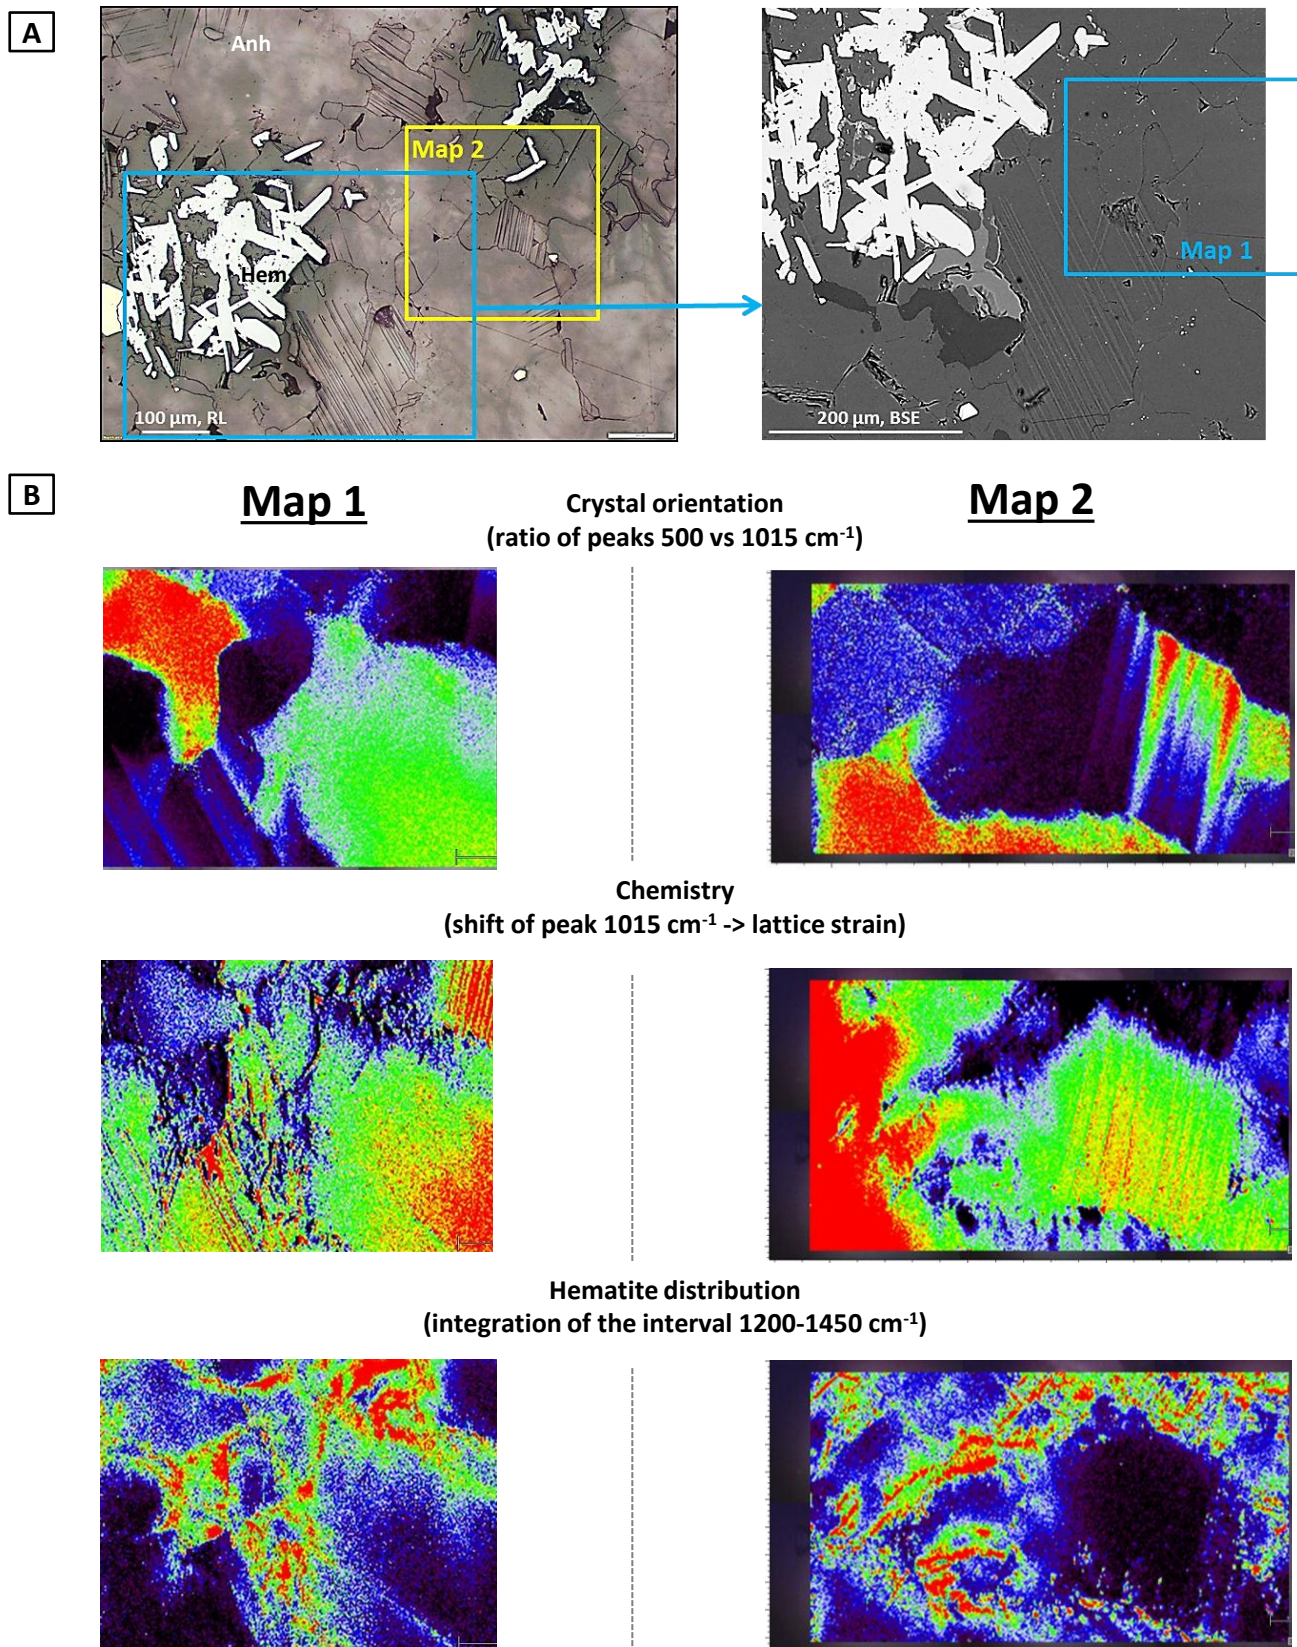 A
Anh
Map 2
Hem
100 µm, RL
Map 1
200 µm, BSE
B
Map 1
Map 2
Crystal orientation
(ratio of peaks 500 vs 1015 cm⁻¹)
Chemistry
(shift of peak 1015 cm⁻¹ -> lattice strain)
Hematite distribution
(integration of the interval 1200-1450 cm⁻¹)